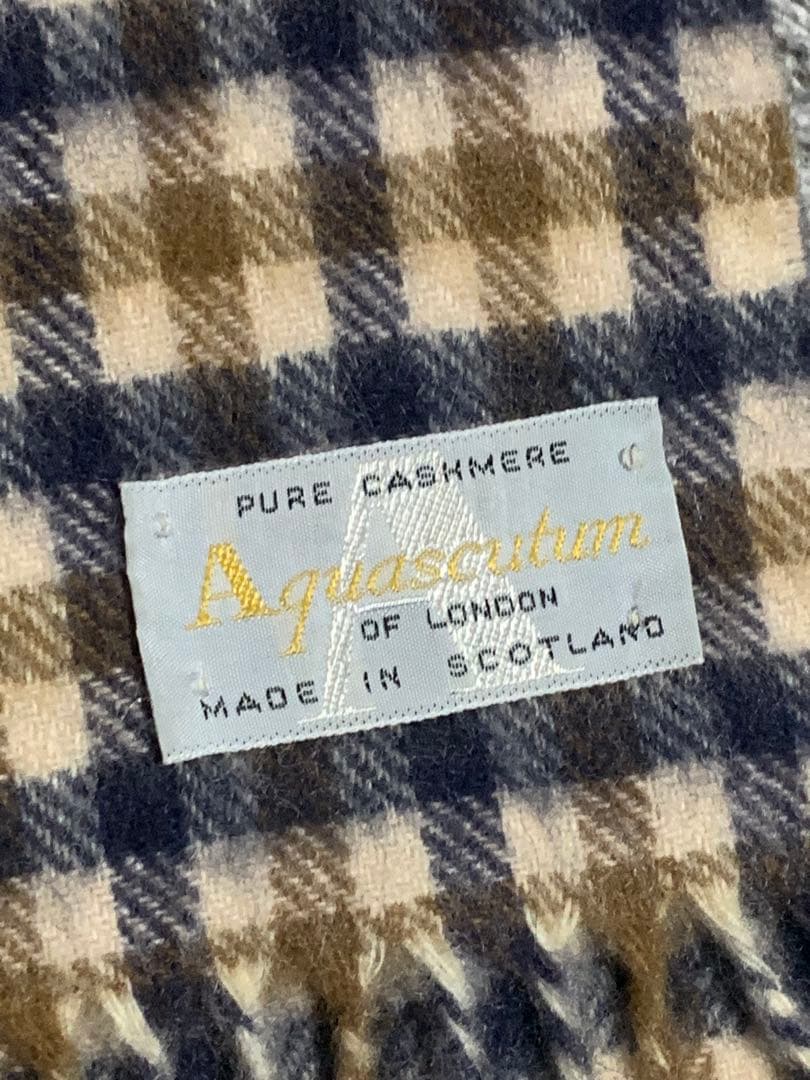 PURE CASHMERE
Aquascutum
OF LONDON
MADE IN SCOTLAND